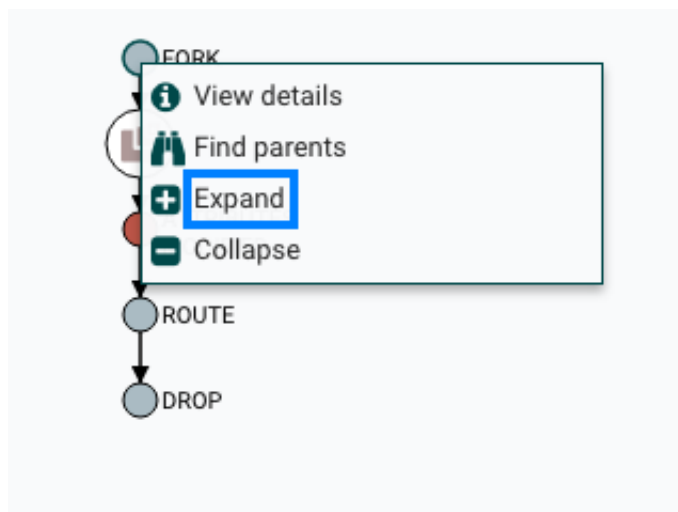 FORK
View details
Find parents
Expand
Collapse
ROUTE
DROP